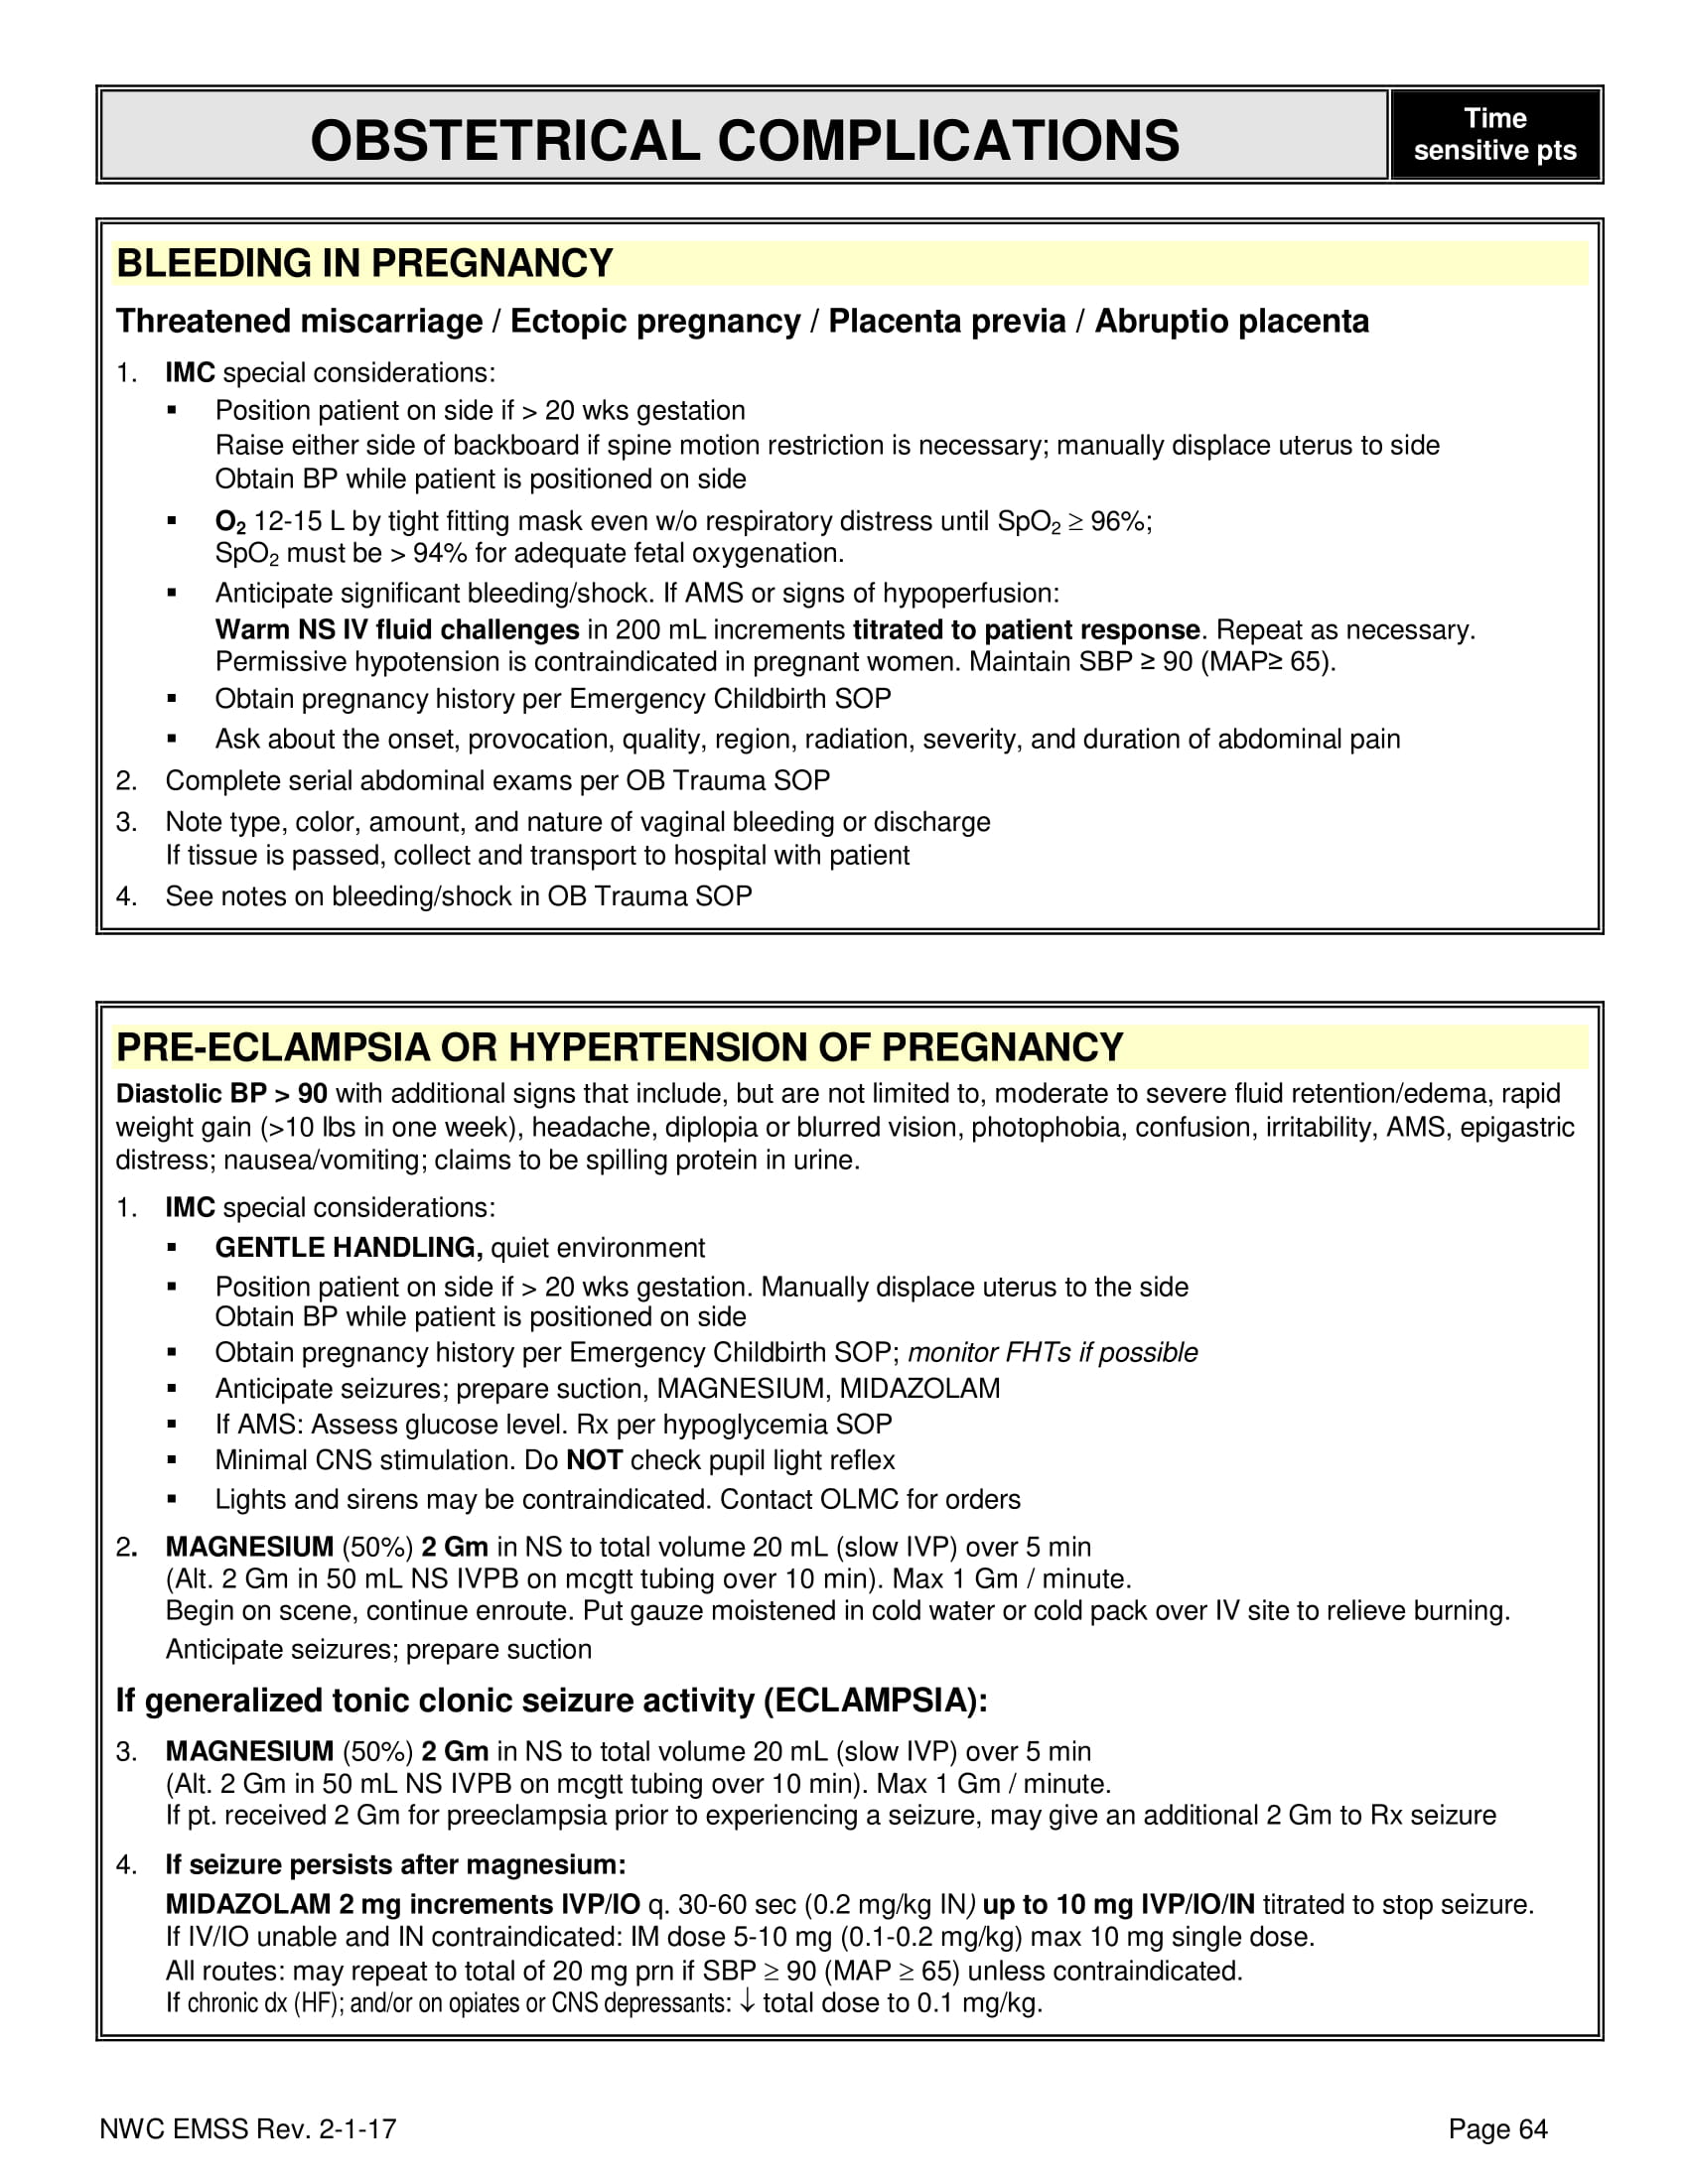 OBSTETRICAL COMPLICATIONS
Time
sensitive pts
BLEEDING IN PREGNANCY
Threatened miscarriage / Ectopic pregnancy / Placenta previa / Abruptio placenta
1. IMC special considerations:
▪ Position patient on side if > 20 wks gestation
Raise either side of backboard if spine motion restriction is necessary; manually displace uterus to side
Obtain BP while patient is positioned on side
▪ O₂ 12-15 L by tight fitting mask even w/o respiratory distress until SpO₂ ≥ 96%;
SpO₂ must be > 94% for adequate fetal oxygenation.
▪ Anticipate significant bleeding/shock. If AMS or signs of hypoperfusion:
Warm NS IV fluid challenges in 200 mL increments titrated to patient response. Repeat as necessary.
Permissive hypotension is contraindicated in pregnant women. Maintain SBP ≥ 90 (MAP≥ 65).
▪ Obtain pregnancy history per Emergency Childbirth SOP
▪ Ask about the onset, provocation, quality, region, radiation, severity, and duration of abdominal pain
2. Complete serial abdominal exams per OB Trauma SOP
3. Note type, color, amount, and nature of vaginal bleeding or discharge
If tissue is passed, collect and transport to hospital with patient
4. See notes on bleeding/shock in OB Trauma SOP
PRE-ECLAMPSIA OR HYPERTENSION OF PREGNANCY
Diastolic BP > 90 with additional signs that include, but are not limited to, moderate to severe fluid retention/edema, rapid
weight gain (>10 lbs in one week), headache, diplopia or blurred vision, photophobia, confusion, irritability, AMS, epigastric
distress; nausea/vomiting; claims to be spilling protein in urine.
1. IMC special considerations:
▪ GENTLE HANDLING, quiet environment
▪ Position patient on side if > 20 wks gestation. Manually displace uterus to the side
Obtain BP while patient is positioned on side
▪ Obtain pregnancy history per Emergency Childbirth SOP; monitor FHTs if possible
▪ Anticipate seizures; prepare suction, MAGNESIUM, MIDAZOLAM
▪ If AMS: Assess glucose level. Rx per hypoglycemia SOP
▪ Minimal CNS stimulation. Do NOT check pupil light reflex
▪ Lights and sirens may be contraindicated. Contact OLMC for orders
2. MAGNESIUM (50%) 2 Gm in NS to total volume 20 mL (slow IVP) over 5 min
(Alt. 2 Gm in 50 mL NS IVPB on mcgtt tubing over 10 min). Max 1 Gm / minute.
Begin on scene, continue enroute. Put gauze moistened in cold water or cold pack over IV site to relieve burning.
Anticipate seizures; prepare suction
If generalized tonic clonic seizure activity (ECLAMPSIA):
3. MAGNESIUM (50%) 2 Gm in NS to total volume 20 mL (slow IVP) over 5 min
(Alt. 2 Gm in 50 mL NS IVPB on mcgtt tubing over 10 min). Max 1 Gm / minute.
If pt. received 2 Gm for preeclampsia prior to experiencing a seizure, may give an additional 2 Gm to Rx seizure
4. If seizure persists after magnesium:
MIDAZOLAM 2 mg increments IVP/IO q. 30-60 sec (0.2 mg/kg IN) up to 10 mg IVP/IO/IN titrated to stop seizure.
If IV/IO unable and IN contraindicated: IM dose 5-10 mg (0.1-0.2 mg/kg) max 10 mg single dose.
All routes: may repeat to total of 20 mg prn if SBP ≥ 90 (MAP ≥ 65) unless contraindicated.
If chronic dx (HF); and/or on opiates or CNS depressants: ↓ total dose to 0.1 mg/kg.
NWC EMSS Rev. 2-1-17
Page 64